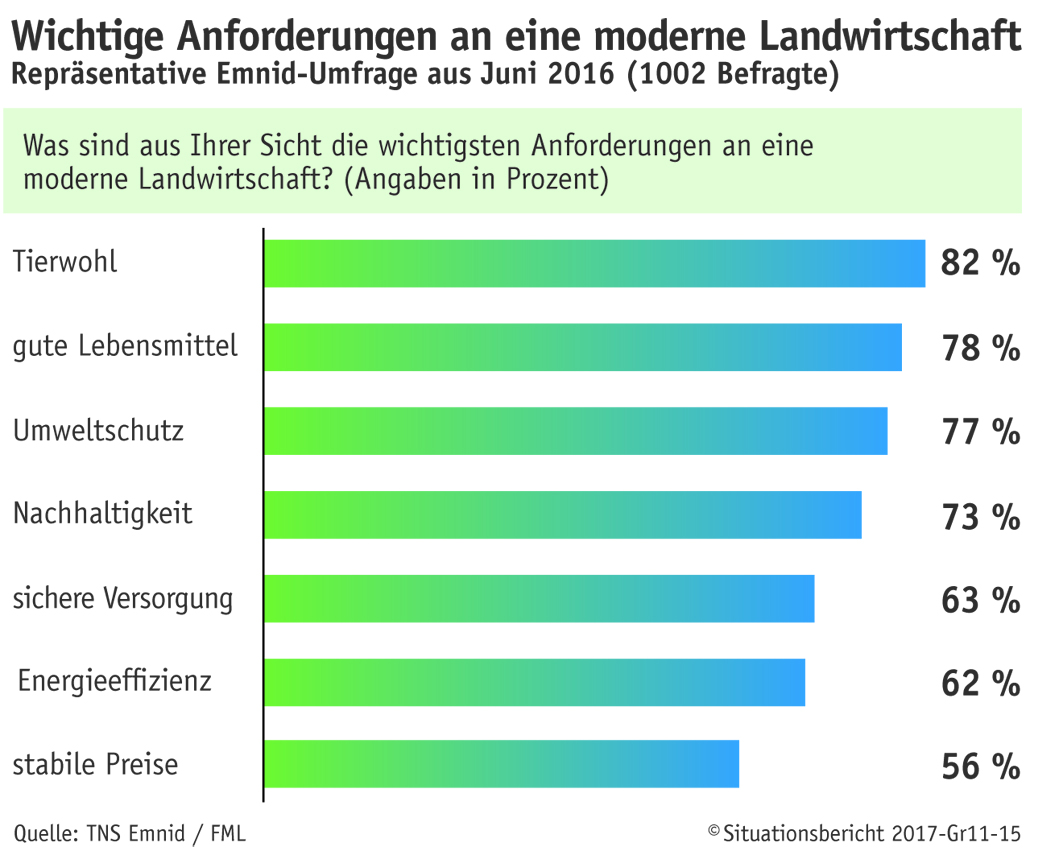 Wichtige Anforderungen an eine moderne Landwirtschaft
Repräsentative Emnid-Umfrage aus Juni 2016 (1002 Befragte)
Was sind aus Ihrer Sicht die wichtigsten Anforderungen an eine
moderne Landwirtschaft? (Angaben in Prozent)
Tierwohl 82 %
gute Lebensmittel 78 %
Umweltschutz 77 %
Nachhaltigkeit 73 %
sichere Versorgung 63 %
Energieeffizienz 62 %
stabile Preise 56 %
Quelle: TNS Emnid / FML ©Situationsbericht 2017-Gr11-15